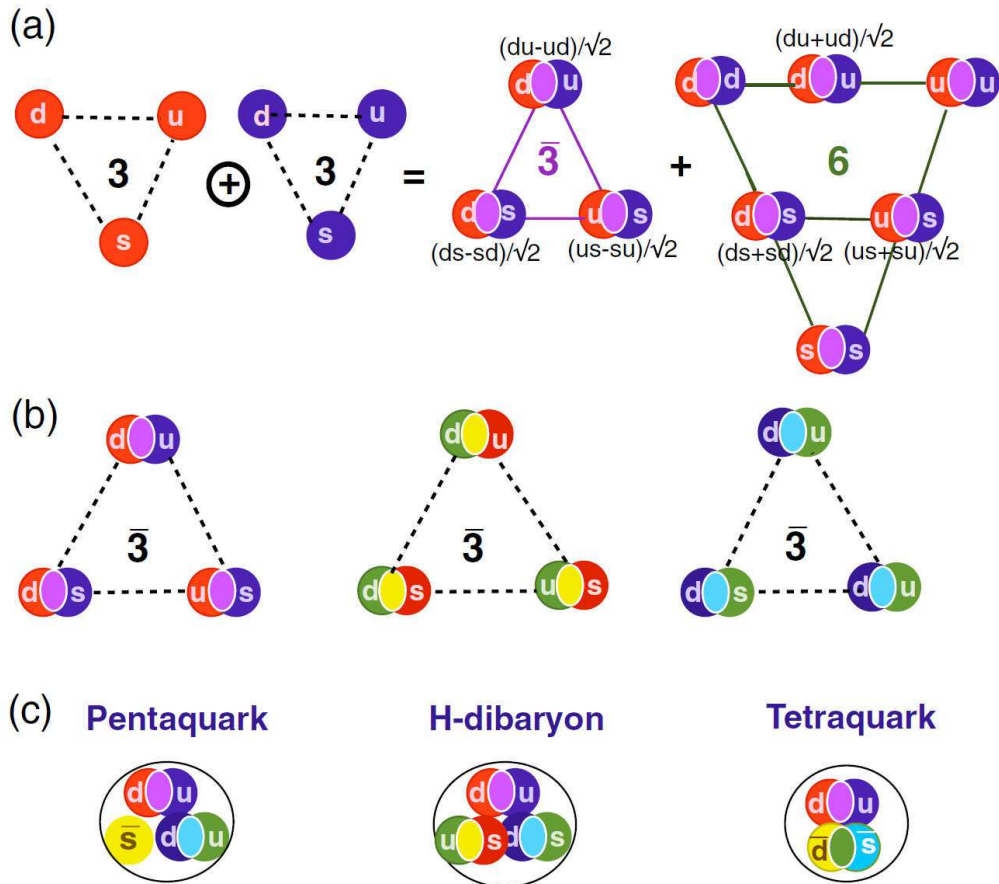 (a)
(du-ud)/√2
(du+ud)/√2
d u
d u
d u
d d
d u
u u
3
⊕
3
=
3̅
+
6
s
s
d s
u s
d s
u s
(ds-sd)/√2
(us-su)/√2
(ds+sd)/√2
(us+su)/√2
s s
(b)
d u
d u
d u
3̅
3̅
3̅
d s
u s
d s
u s
d s
d u
(c)
Pentaquark
H-dibaryon
Tetraquark
d u
d u
d u
s̅
d u
u s
d s
d̅ s̅